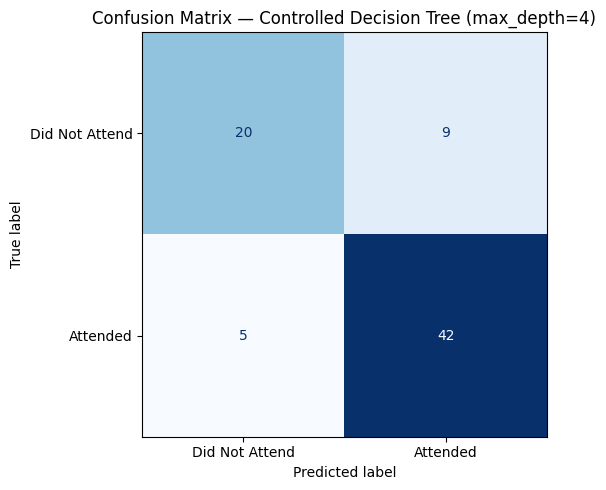 Confusion Matrix — Controlled Decision Tree (max_depth=4)
True label
Did Not Attend
20
9
Attended
5
42
Did Not Attend
Attended
Predicted label